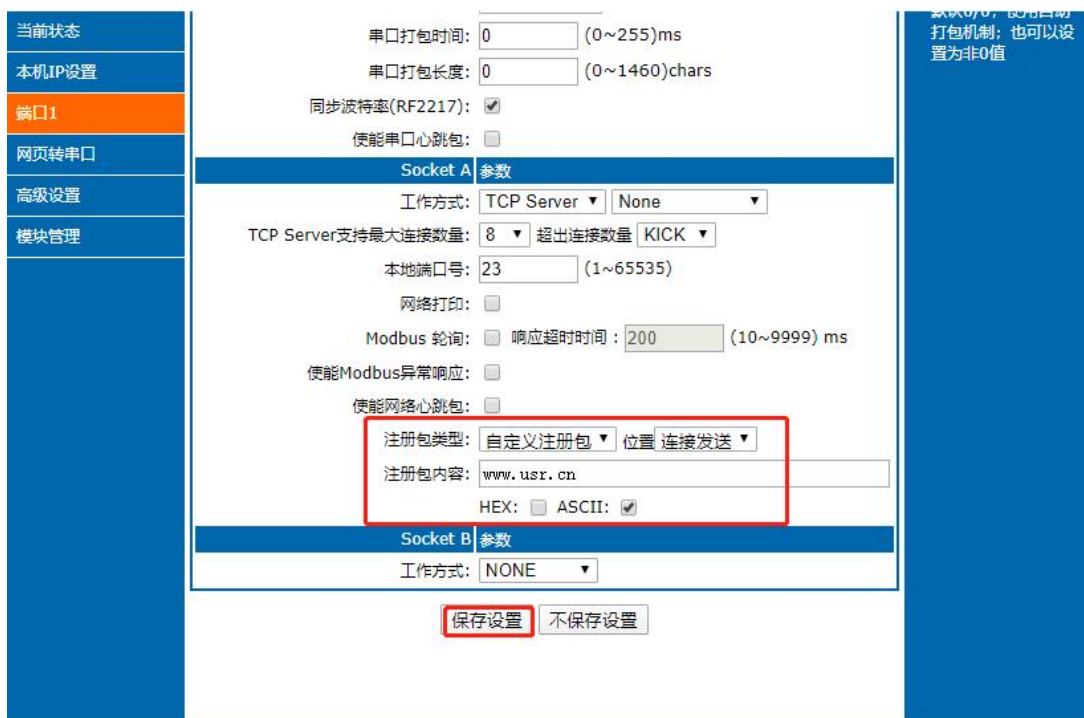 当前状态
本机IP设置
端口1
网页转串口
高级设置
模块管理
串口打包时间: 0 (0~255)ms
串口打包长度: 0 (0~1460)chars
同步波特率(RF2217):
使能串口心跳包:
Socket A 参数
工作方式: TCP Server ▼ None ▼
TCP Server支持最大连接数量: 8 ▼ 超出连接数量 KICK ▼
本地端口号: 23 (1~65535)
网络打印:
Modbus 轮询: 响应超时时间 : 200 (10~9999) ms
使能Modbus异常响应:
使能网络心跳包:
注册包类型: 自定义注册包 ▼ 位置 连接发送 ▼
注册包内容: www.usr.cn
HEX: ASCII:
Socket B 参数
工作方式: NONE ▼
保存设置 不保存设置
默认0/0，使用自动
打包机制；也可以设
置为非0值